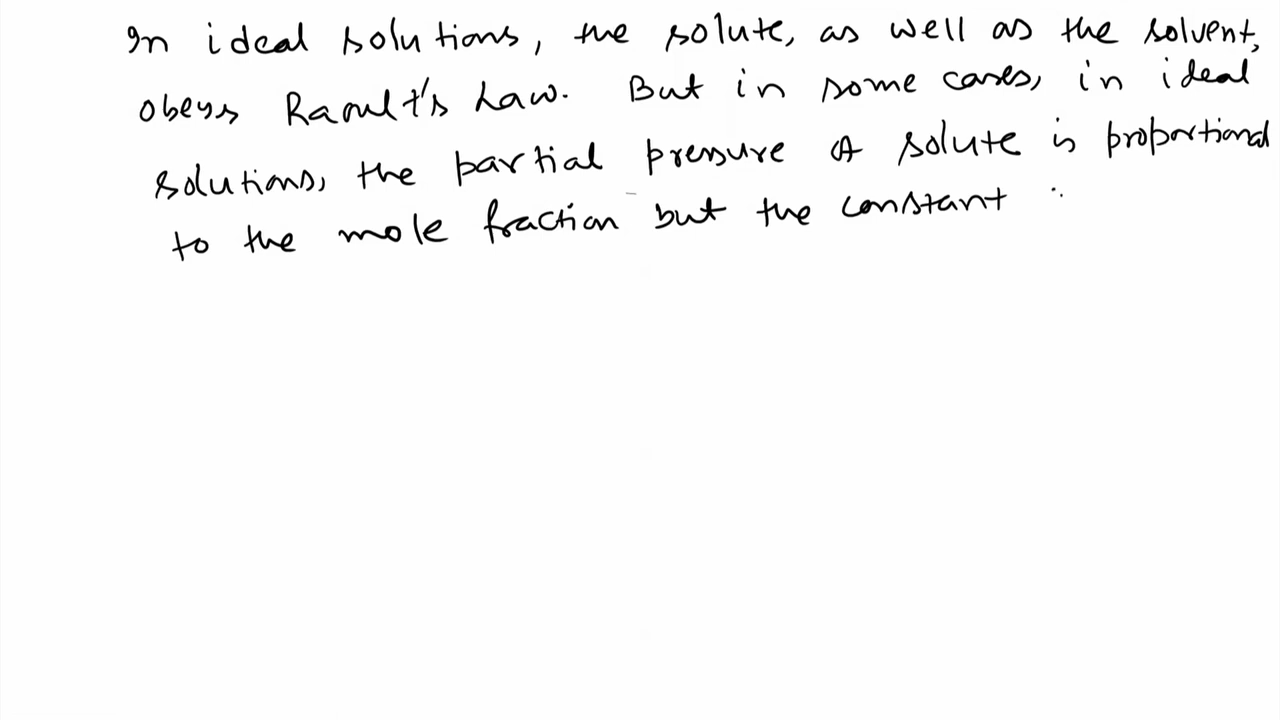 In ideal solutions, the solute, as well as the solvent,
obeys Raoult's Law. But in some cases, in ideal
solutions, the partial pressure of solute is proportional
to the mole fraction but the constant